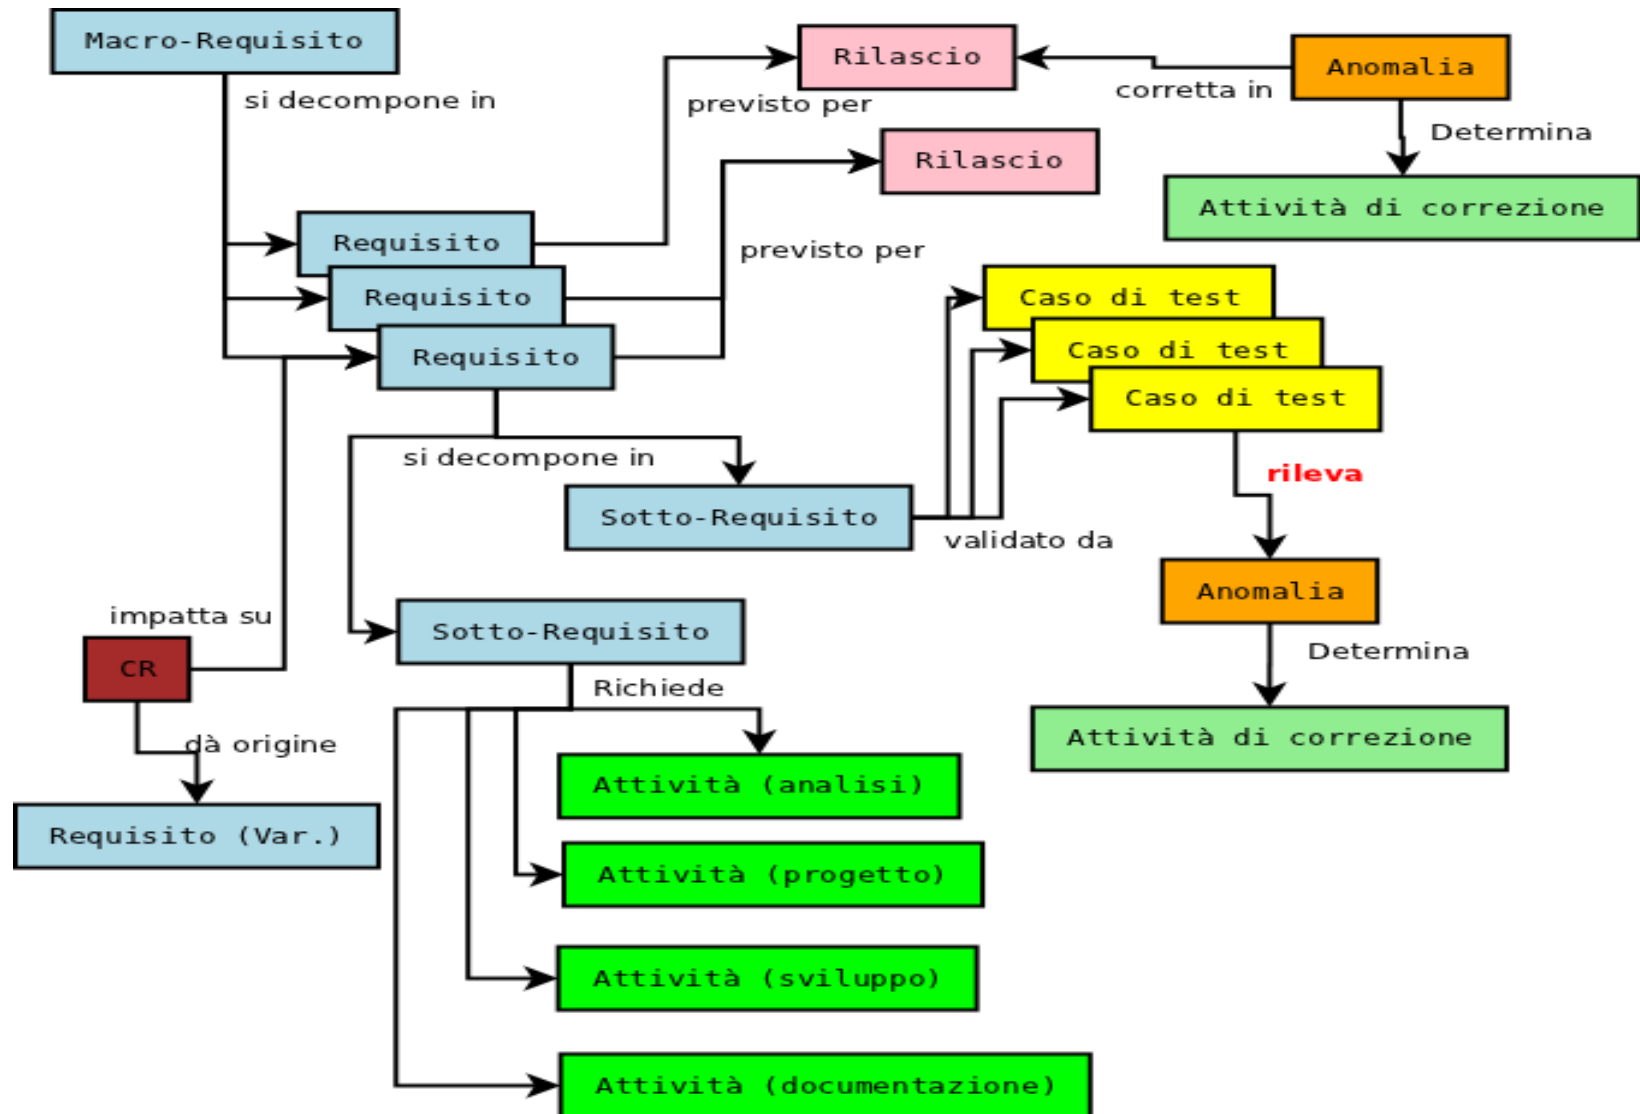 Macro-Requisito
si decompone in
Rilascio
previsto per
corretta in
Anomalia
Determina
Rilascio
Attività di correzione
Requisito
previsto per
Requisito
Requisito
Caso di test
Caso di test
Caso di test
si decompone in
rileva
Sotto-Requisito
validato da
Anomalia
impatta su
Sotto-Requisito
Determina
CR
Richiede
dà origine
Attività di correzione
Attività (analisi)
Requisito (Var.)
Attività (progetto)
Attività (sviluppo)
Attività (documentazione)